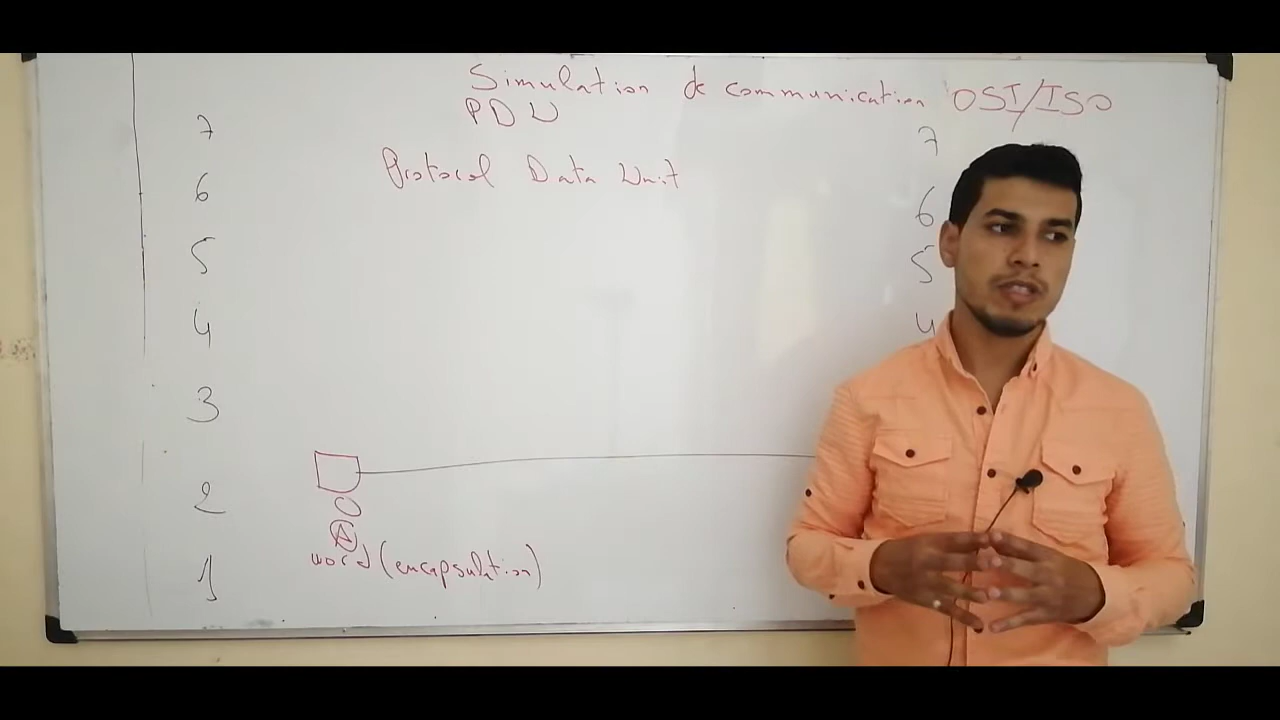 Simulation de communication OSI/ISO
PDU
Protocol Data Unit
7
6
5
4
3
2
1
7
6
5
4
A
word (encapsulation)